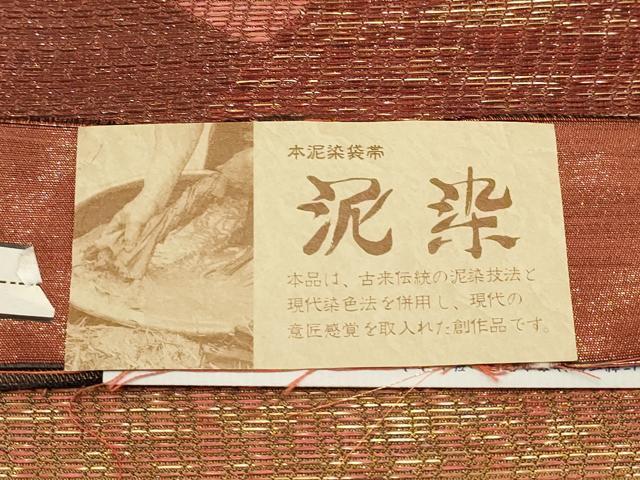 本泥染袋帯
泥染
本品は、古来伝統の泥染技法と
現代染色法を併用し、現代の
意匠感覚を取入れた創作品です。